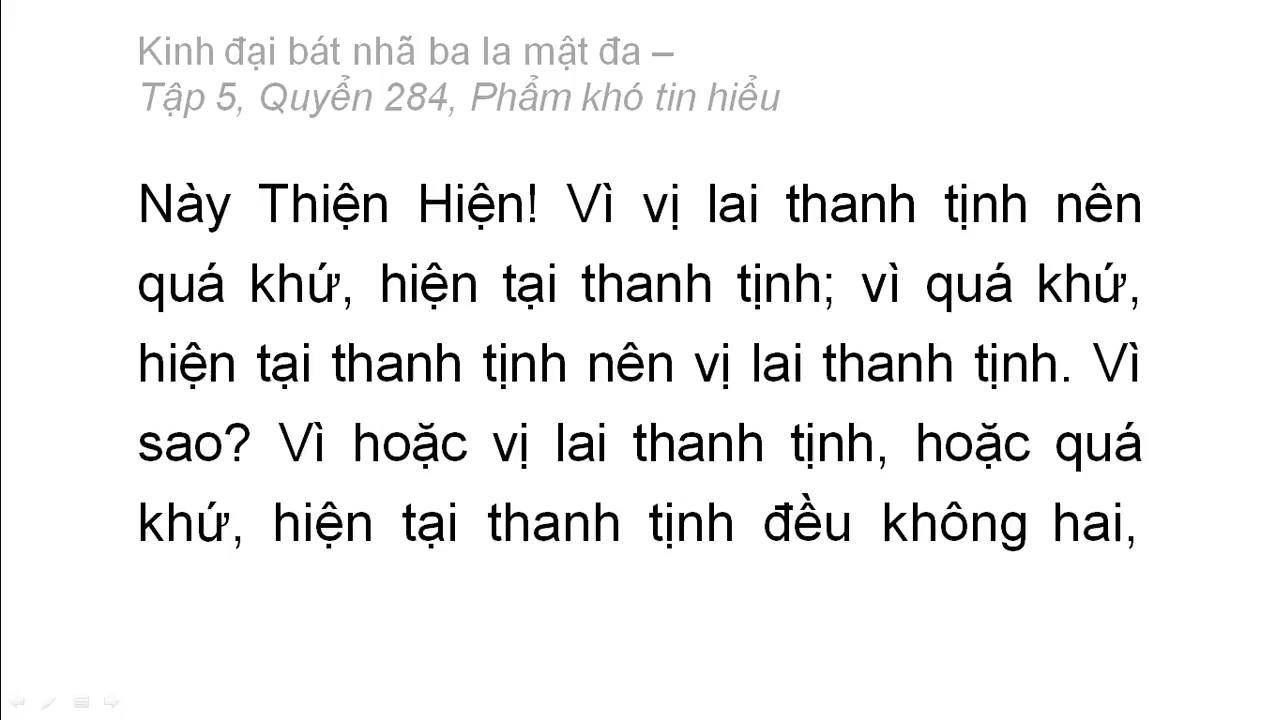 Kinh đại bát nhã ba la mật đa –
Tập 5, Quyển 284, Phẩm khó tin hiểu
Này Thiện Hiện! Vì vị lai thanh tịnh nên
quá khứ, hiện tại thanh tịnh; vì quá khứ,
hiện tại thanh tịnh nên vị lai thanh tịnh. Vì
sao? Vì hoặc vị lai thanh tịnh, hoặc quá
khứ, hiện tại thanh tịnh đều không hai,